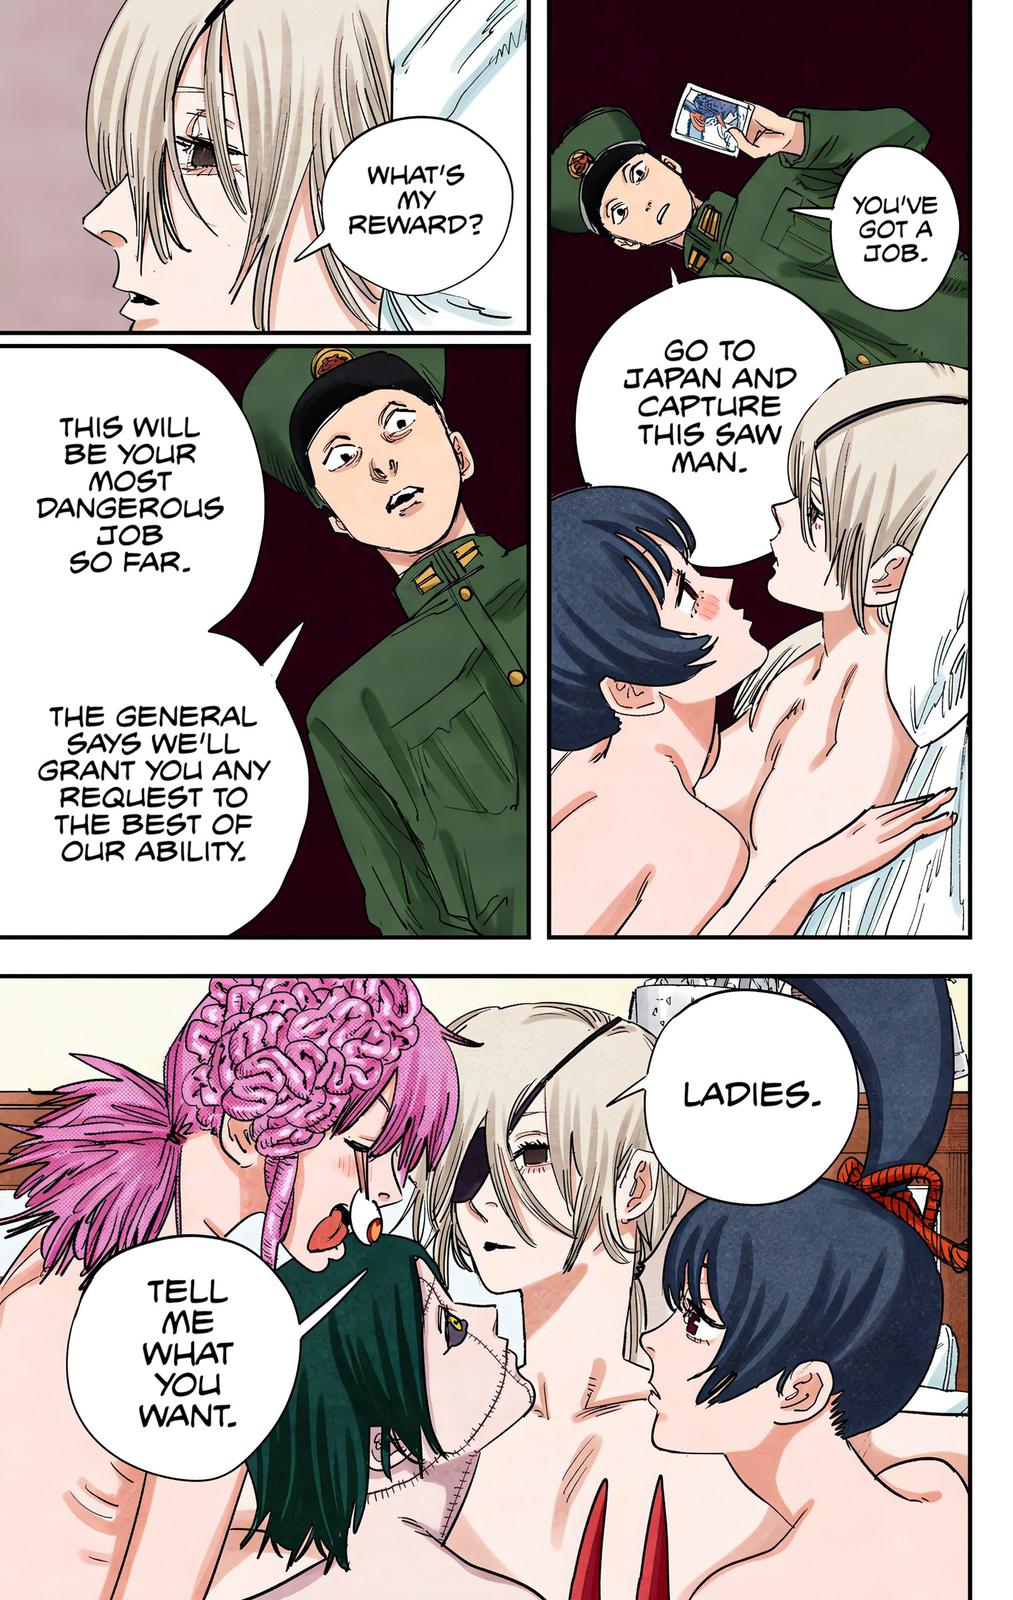 YOU'VE
GOT A
JOB.
GO TO
JAPAN AND
CAPTURE
THIS SAW
MAN.
WHAT'S
MY
REWARD?
THIS WILL
BE YOUR
MOST
DANGEROUS
JOB
SO FAR.
THE GENERAL
SAYS WE'LL
GRANT YOU ANY
REQUEST TO
THE BEST OF
OUR ABILITY.
LADIES.
TELL
ME
WHAT
YOU
WANT.